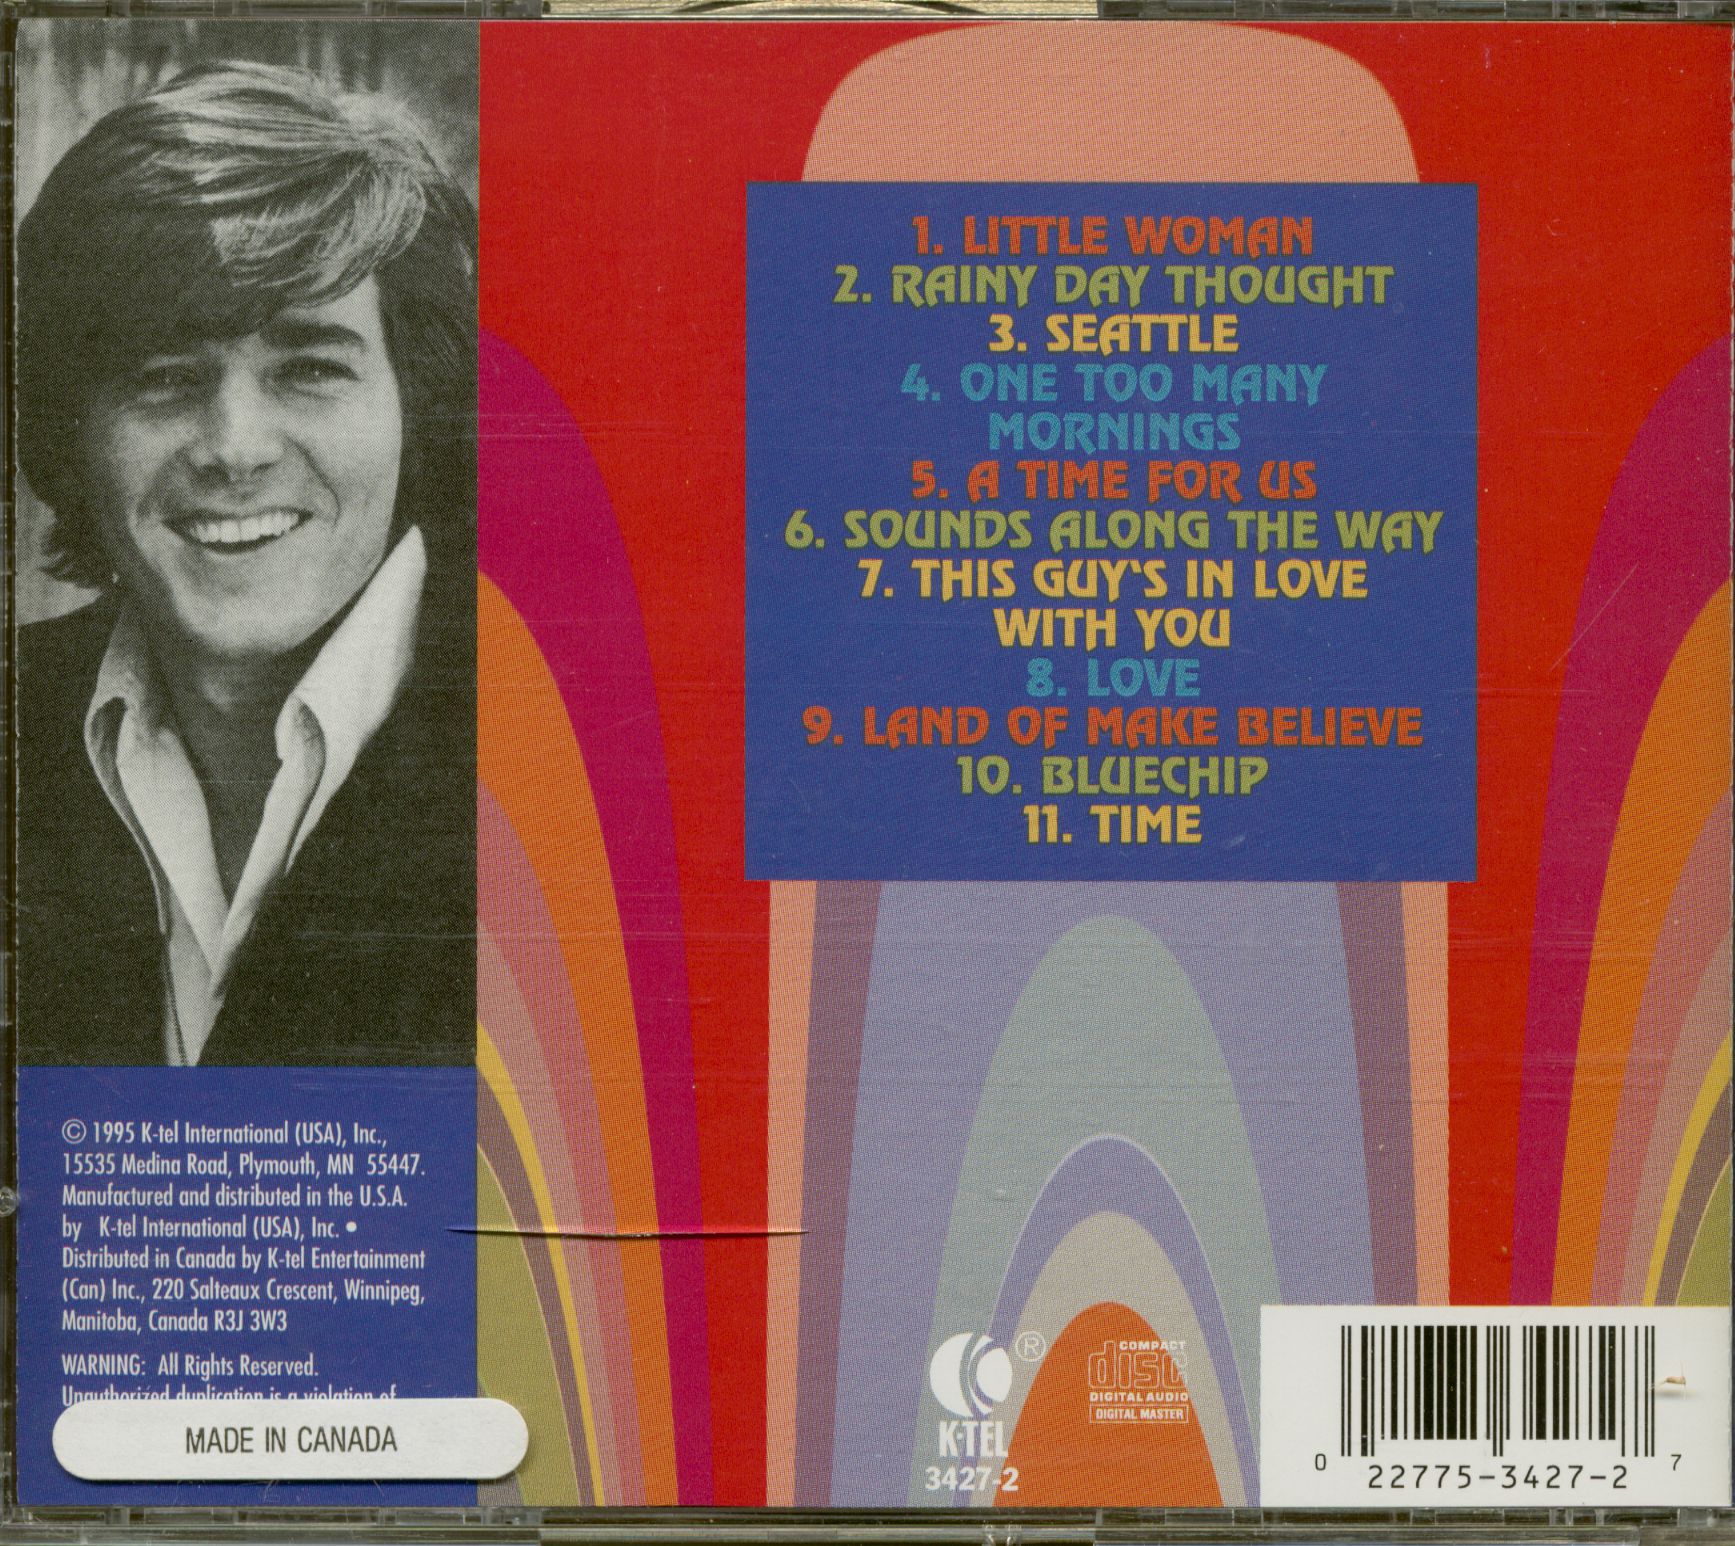 1. LITTLE WOMAN
2. RAINY DAY THOUGHT
3. SEATTLE
4. ONE TOO MANY
MORNINGS
5. A TIME FOR US
6. SOUNDS ALONG THE WAY
7. THIS GUY'S IN LOVE
WITH YOU
8. LOVE
9. LAND OF MAKE BELIEVE
10. BLUECHIP
11. TIME
© 1995 K-tel International (USA), Inc.,
15535 Medina Road, Plymouth, MN 55447.
Manufactured and distributed in the U.S.A.
by K-tel International (USA), Inc. •
Distributed in Canada by K-tel Entertainment
(Can) Inc., 220 Salteaux Crescent, Winnipeg,
Manitoba, Canada R3J 3W3
WARNING: All Rights Reserved.
Unauthorized duplication is a violation of
MADE IN CANADA
®
K-TEL
3427-2
COMPACT
disc
DIGITAL AUDIO
DIGITAL MASTER
0 22775-3427-2 7